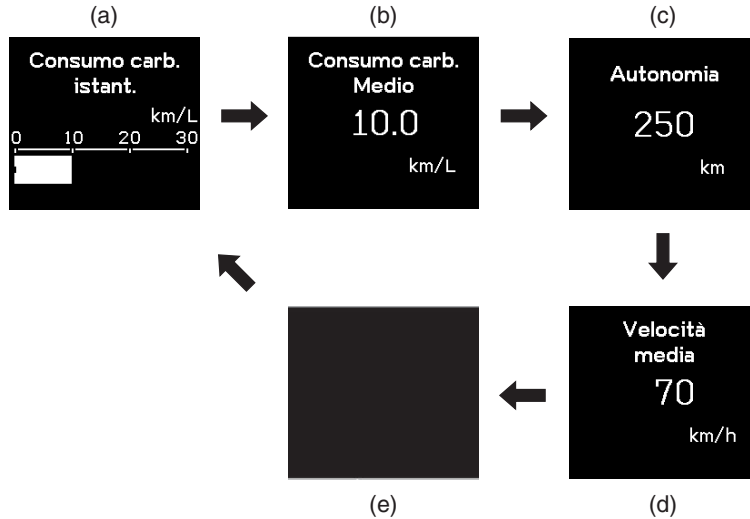 (a)
Consumo carb.
istant.
km/L
0 10 20 30
(b)
Consumo carb.
Medio
10.0
km/L
(c)
Autonomia
250
km
Velocità
media
70
km/h
(d)
(e)